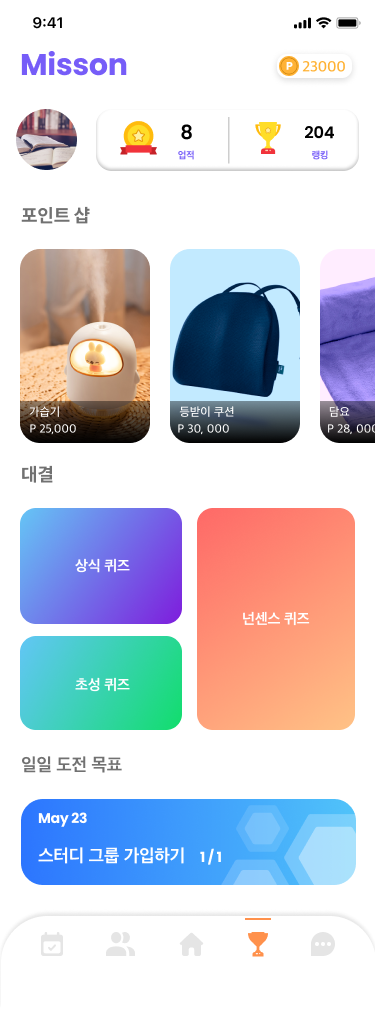 9:41
Misson
P 23000
8
업적
204
랭킹
포인트 샵
가습기
P 25,000
등받이 쿠션
P 30, 000
담요
P 28, 000
대결
상식 퀴즈
넌센스 퀴즈
초성 퀴즈
일일 도전 목표
May 23
스터디 그룹 가입하기 1/1